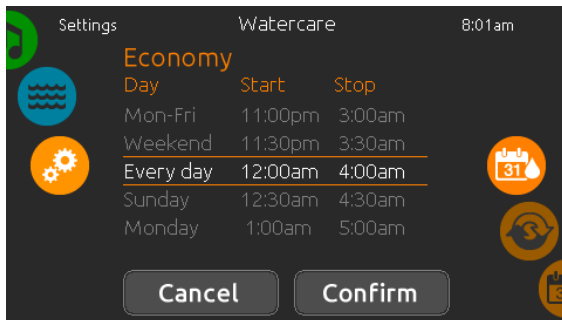 Settings Watercare 8:01am
Economy
Day Start Stop
Mon-Fri 11:00pm 3:00am
Weekend 11:30pm 3:30am
Every day 12:00am 4:00am
Sunday 12:30am 4:30am
Monday 1:00am 5:00am
31
Cancel Confirm